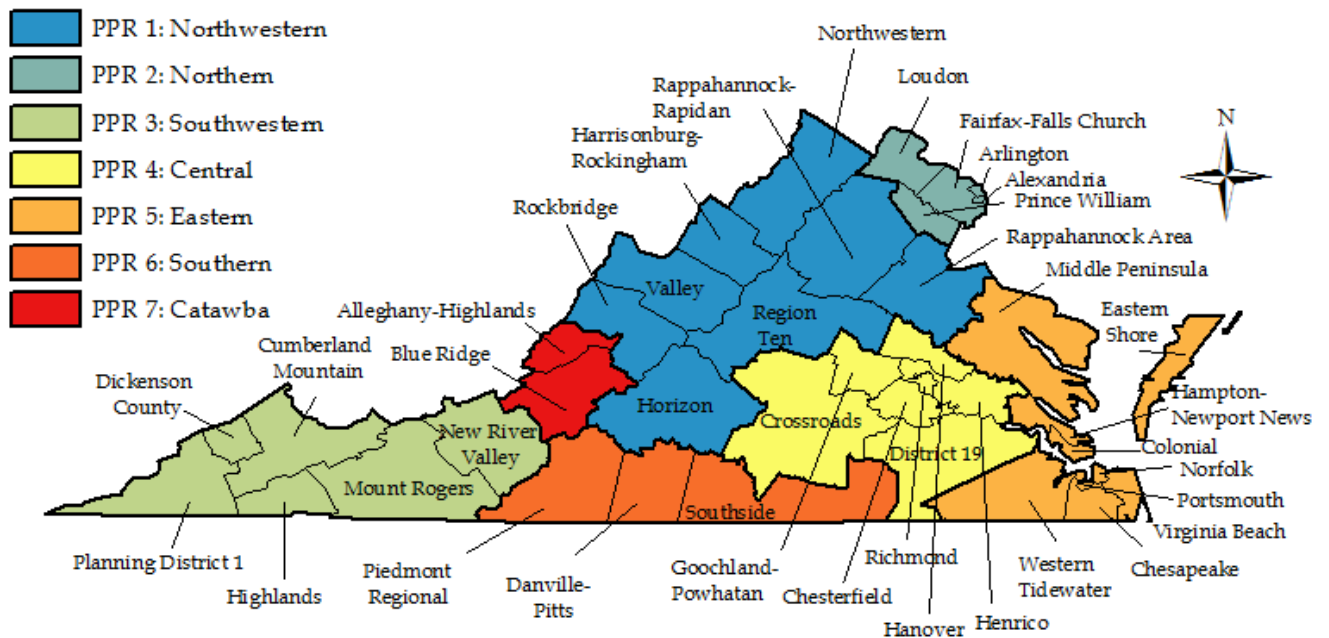 PPR 1: Northwestern
PPR 2: Northern
PPR 3: Southwestern
PPR 4: Central
PPR 5: Eastern
PPR 6: Southern
PPR 7: Catawba
Northwestern
Rappahannock-
Rapidan
Loudon
Harrisonburg-
Rockingham
Fairfax-Falls Church
Arlington
Alexandria
Prince William
N
Rockbridge
Rappahannock Area
Middle Peninsula
Valley
Alleghany-Highlands
Region
Ten
Eastern
Shore
Cumberland
Mountain
Blue Ridge
Dickenson
County
Horizon
Hampton-
Newport News
Crossroads
New River
Valley
Colonial
District 19
Norfolk
Mount Rogers
Portsmouth
Southside
Virginia Beach
Planning District 1
Highlands
Piedmont
Regional
Danville-
Pitts
Goochland-
Powhatan
Chesterfield
Richmond
Hanover
Henrico
Western
Tidewater
Chesapeake